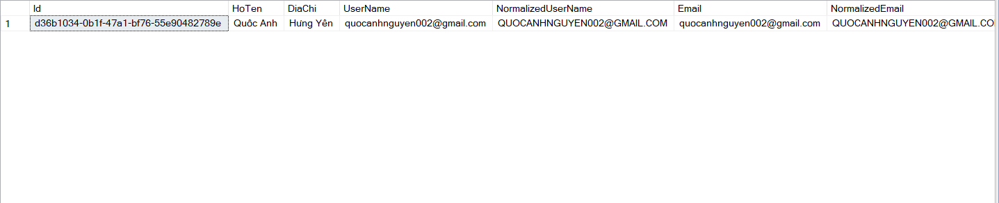 Id HoTen DiaChi UserName NormalizedUserName Email NormalizedEmail
1 d36b1034-0b1f-47a1-bf76-55e90482789e Quôc Anh Hưng Yên quocanhnguyen002@gmail.com QUOCANHNGUYEN002@GMAIL.COM quocanhnguyen002@gmail.com QUOCANHNGUYEN002@GMAIL.CO